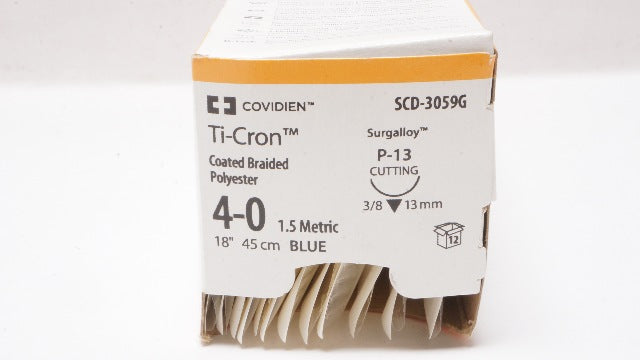 COVIDIEN™
SCD-3059G
Ti-Cron™
Surgalloy™
Coated Braided
Polyester
P-13
CUTTING
4-0 1.5 Metric
3/8 13 mm
18" 45 cm BLUE
12